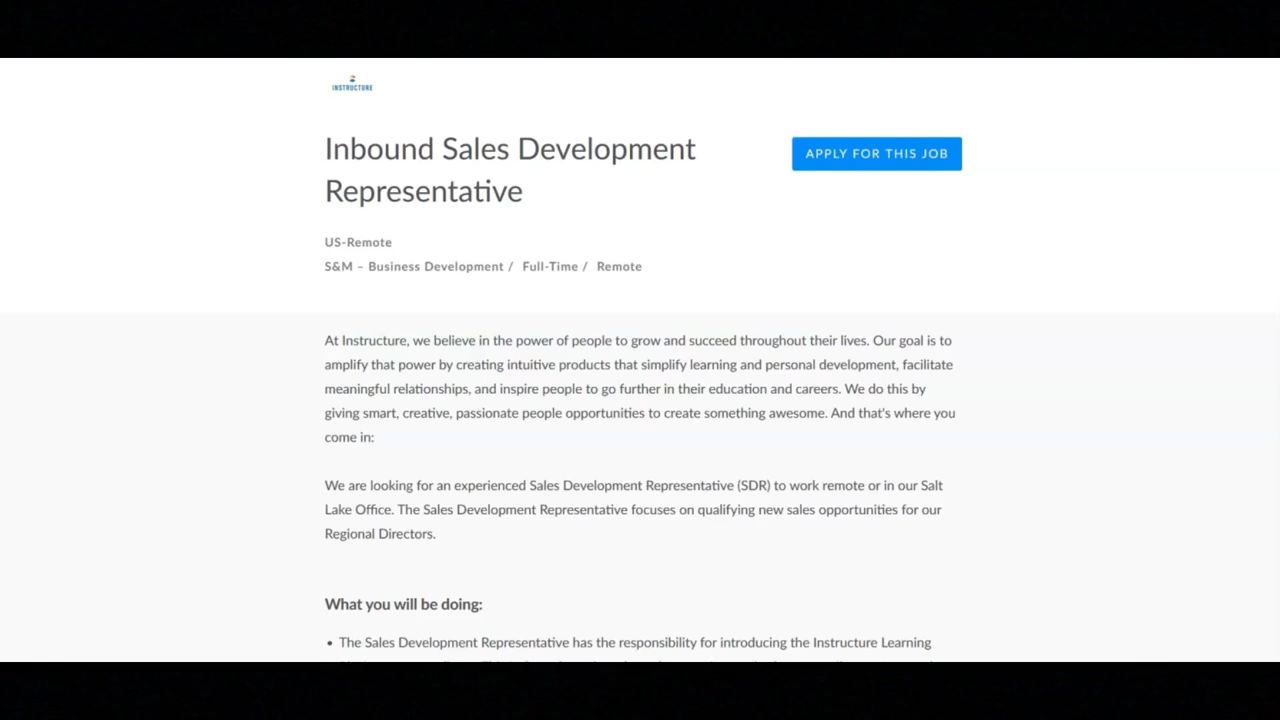 INSTRUCTURE
Inbound Sales Development
Representative
APPLY FOR THIS JOB
US-Remote
S&M – Business Development / Full-Time / Remote
At Instructure, we believe in the power of people to grow and succeed throughout their lives. Our goal is to
amplify that power by creating intuitive products that simplify learning and personal development, facilitate
meaningful relationships, and inspire people to go further in their education and careers. We do this by
giving smart, creative, passionate people opportunities to create something awesome. And that's where you
come in:
We are looking for an experienced Sales Development Representative (SDR) to work remote or in our Salt
Lake Office. The Sales Development Representative focuses on qualifying new sales opportunities for our
Regional Directors.
What you will be doing:
• The Sales Development Representative has the responsibility for introducing the Instructure Learning